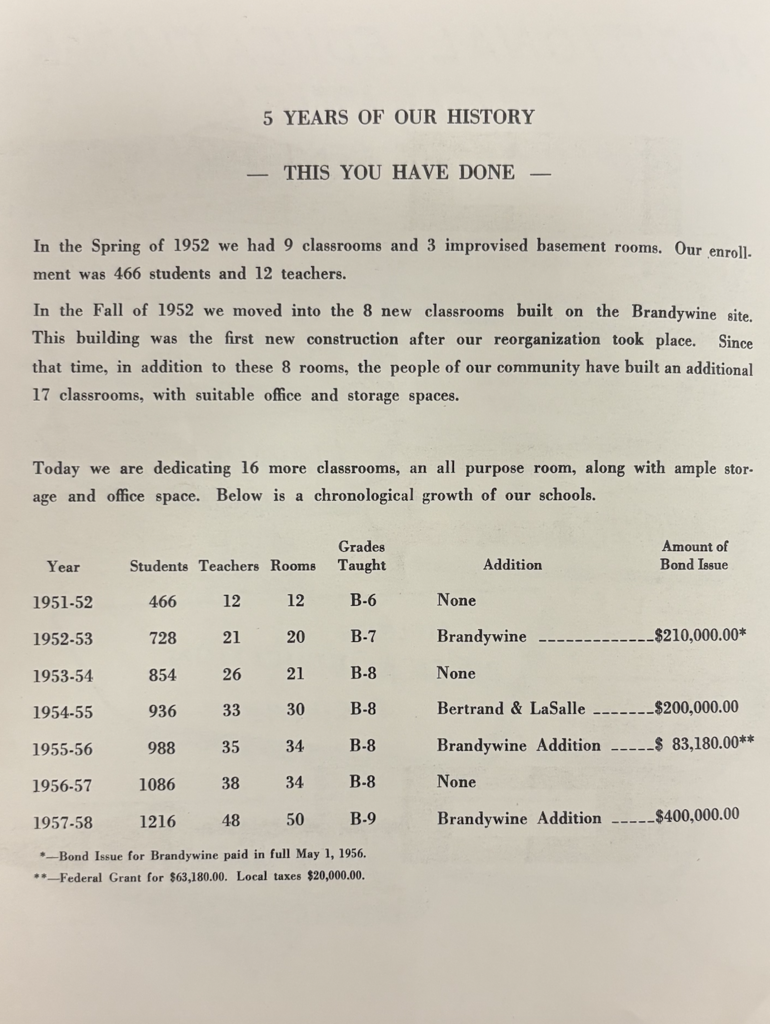 5 YEARS OF OUR HISTORY
— THIS YOU HAVE DONE —
In the Spring of 1952 we had 9 classrooms and 3 improvised basement rooms. Our enroll-
ment was 466 students and 12 teachers.
In the Fall of 1952 we moved into the 8 new classrooms built on the Brandywine site.
This building was the first new construction after our reorganization took place. Since
that time, in addition to these 8 rooms, the people of our community have built an additional
17 classrooms, with suitable office and storage spaces.
Today we are dedicating 16 more classrooms, an all purpose room, along with ample stor-
age and office space. Below is a chronological growth of our schools.
Grades Amount of
Year Students Teachers Rooms Taught Addition Bond Issue
1951-52 466 12 12 B-6 None
1952-53 728 21 20 B-7 Brandywine _____________$210,000.00*
1953-54 854 26 21 B-8 None
1954-55 936 33 30 B-8 Bertrand & LaSalle _______$200,000.00
1955-56 988 35 34 B-8 Brandywine Addition _____$ 83,180.00**
1956-57 1086 38 34 B-8 None
1957-58 1216 48 50 B-9 Brandywine Addition _____$400,000.00
*—Bond Issue for Brandywine paid in full May 1, 1956.
**—Federal Grant for $63,180.00. Local taxes $20,000.00.